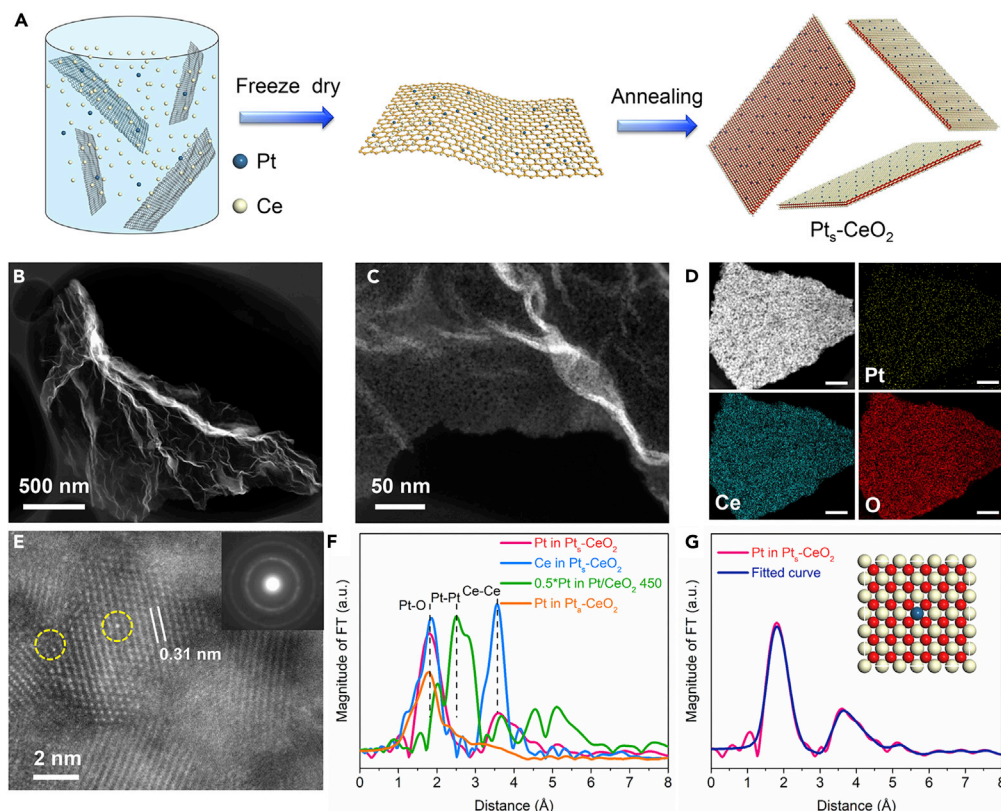 A
Freeze dry
Annealing
Pt
Ce
Ptₛ-CeO₂
B
500 nm
C
50 nm
D
Pt
Ce
O
E
0.31 nm
2 nm
F
Pt in Ptₛ-CeO₂
Ce in Ptₛ-CeO₂
0.5*Pt in Pt/CeO₂ 450
Pt in Ptₛ-CeO₂
Pt-O
Pt-Pt
Ce-Ce
Magnitude of FT (a.u.)
0 1 2 3 4 5 6 7 8
Distance (Å)
G
Pt in Ptₛ-CeO₂
Fitted curve
Magnitude of FT (a.u.)
0 1 2 3 4 5 6 7 8
Distance (Å)